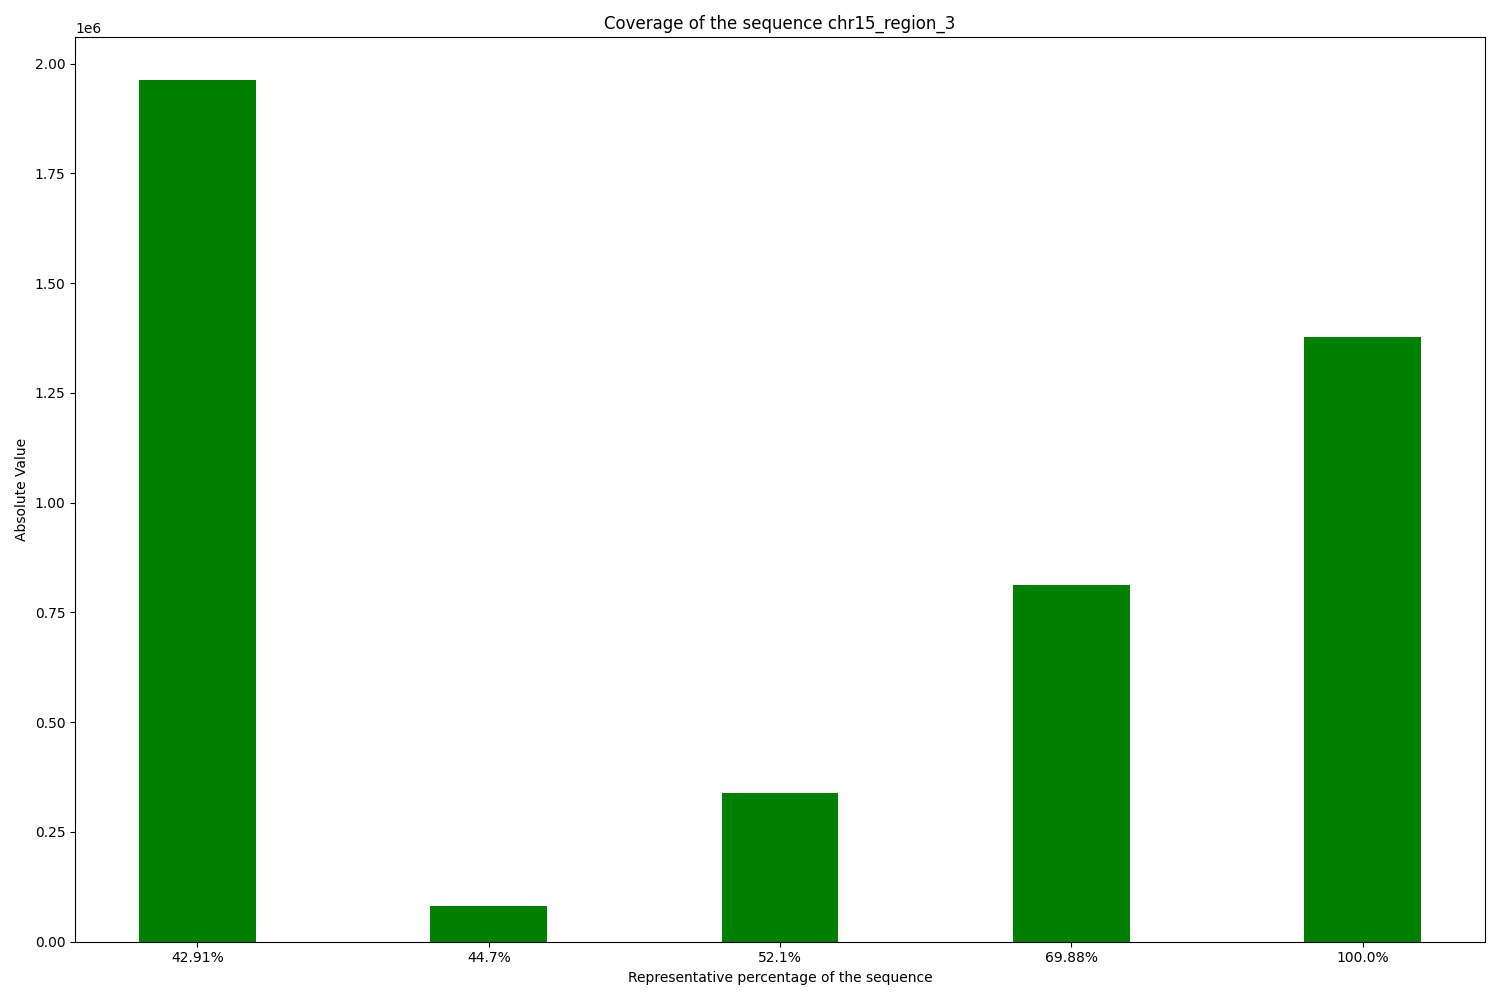 Coverage of the sequence chr15_region_3
1e6
2.00
1.75
1.50
1.25
1.00
0.75
0.50
0.25
0.00
Absolute Value
42.91% 44.7% 52.1% 69.88% 100.0%
Representative percentage of the sequence